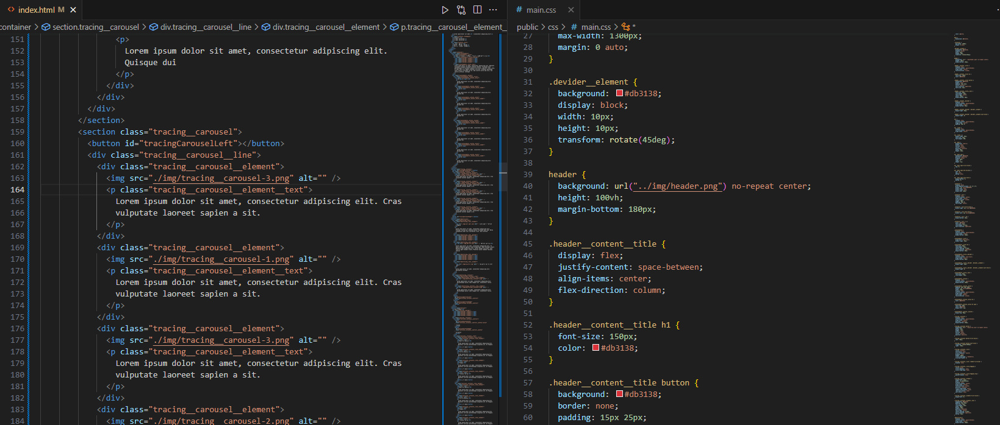 index.html M
container > section.tracing__carousel > div.tracing__carousel__line > div.tracing__carousel__element > p.tracing__carousel__element_
151 <p>
152 Lorem ipsum dolor sit amet, consectetur adipiscing elit.
153 Quisque dui
154 </p>
155 </div>
156 </div>
157 </div>
158 </section>
159 <section class="tracing__carousel">
160 <button id="tracingCarouselLeft"></button>
161 <div class="tracing__carousel__line">
162 <div class="tracing__carousel__element">
163 <img src="./img/tracing__carousel-3.png" alt="" />
164 <p class="tracing__carousel__element__text">
165 Lorem ipsum dolor sit amet, consectetur adipiscing elit. Cras
166 vulputate laoreet sapien a sit.
167 </p>
168 </div>
169 <div class="tracing__carousel__element">
170 <img src="./img/tracing__carousel-1.png" alt="" />
171 <p class="tracing__carousel__element__text">
172 Lorem ipsum dolor sit amet, consectetur adipiscing elit. Cras
173 vulputate laoreet sapien a sit.
174 </p>
175 </div>
176 <div class="tracing__carousel__element">
177 <img src="./img/tracing__carousel-3.png" alt="" />
178 <p class="tracing__carousel__element__text">
179 Lorem ipsum dolor sit amet, consectetur adipiscing elit. Cras
180 vulputate laoreet sapien a sit.
181 </p>
182 </div>
183 <div class="tracing__carousel__element">
184 <img src="./img/tracing__carousel-2.png" alt="" />
# main.css
public > css > # main.css > *
27 max-width: 1300px;
28 margin: 0 auto;
29 }
30
31 .devider__element {
32 background: #db3138;
33 display: block;
34 width: 10px;
35 height: 10px;
36 transform: rotate(45deg);
37 }
38
39 header {
40 background: url("../img/header.png") no-repeat center;
41 height: 100vh;
42 margin-bottom: 180px;
43 }
44
45 .header__content__title {
46 display: flex;
47 justify-content: space-between;
48 align-items: center;
49 flex-direction: column;
50 }
51
52 .header__content__title h1 {
53 font-size: 150px;
54 color: #db3138;
55 }
56
57 .header__content__title button {
58 background: #db3138;
59 border: none;
60 padding: 15px 25px;